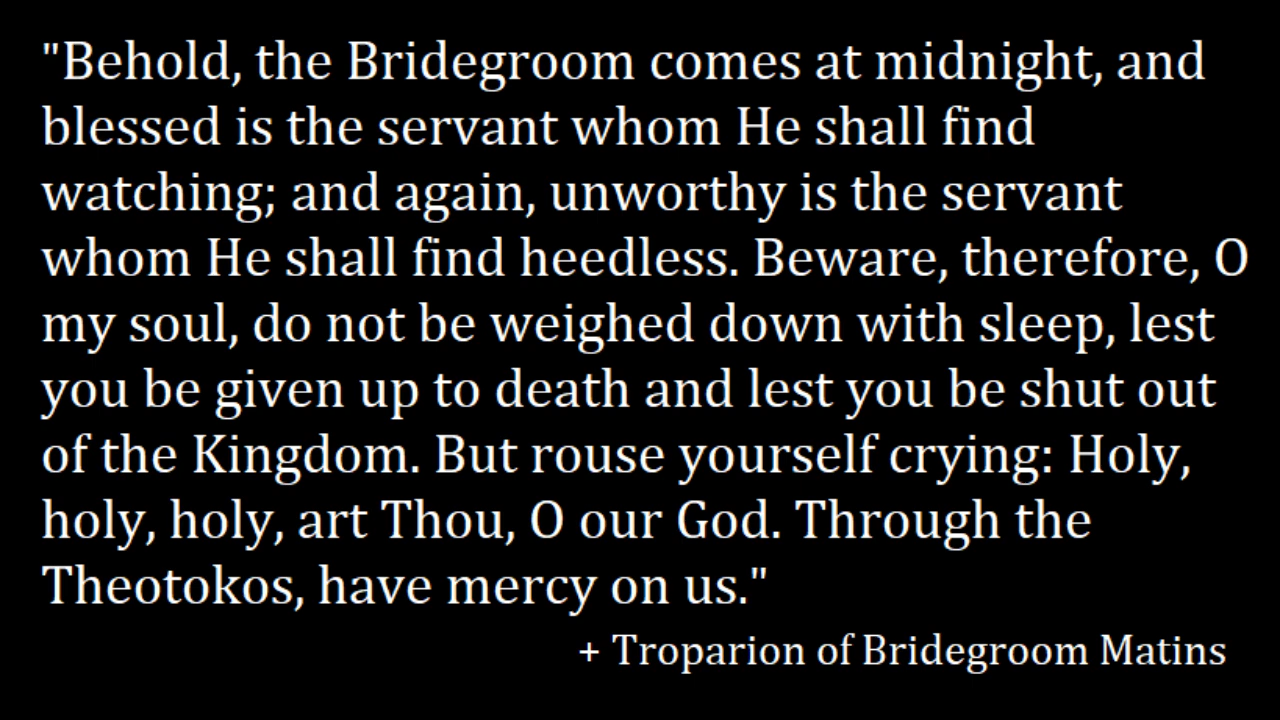 "Behold, the Bridegroom comes at midnight, and
blessed is the servant whom He shall find
watching; and again, unworthy is the servant
whom He shall find heedless. Beware, therefore, O
my soul, do not be weighed down with sleep, lest
you be given up to death and lest you be shut out
of the Kingdom. But rouse yourself crying: Holy,
holy, holy, art Thou, O our God. Through the
Theotokos, have mercy on us."
+ Troparion of Bridegroom Matins